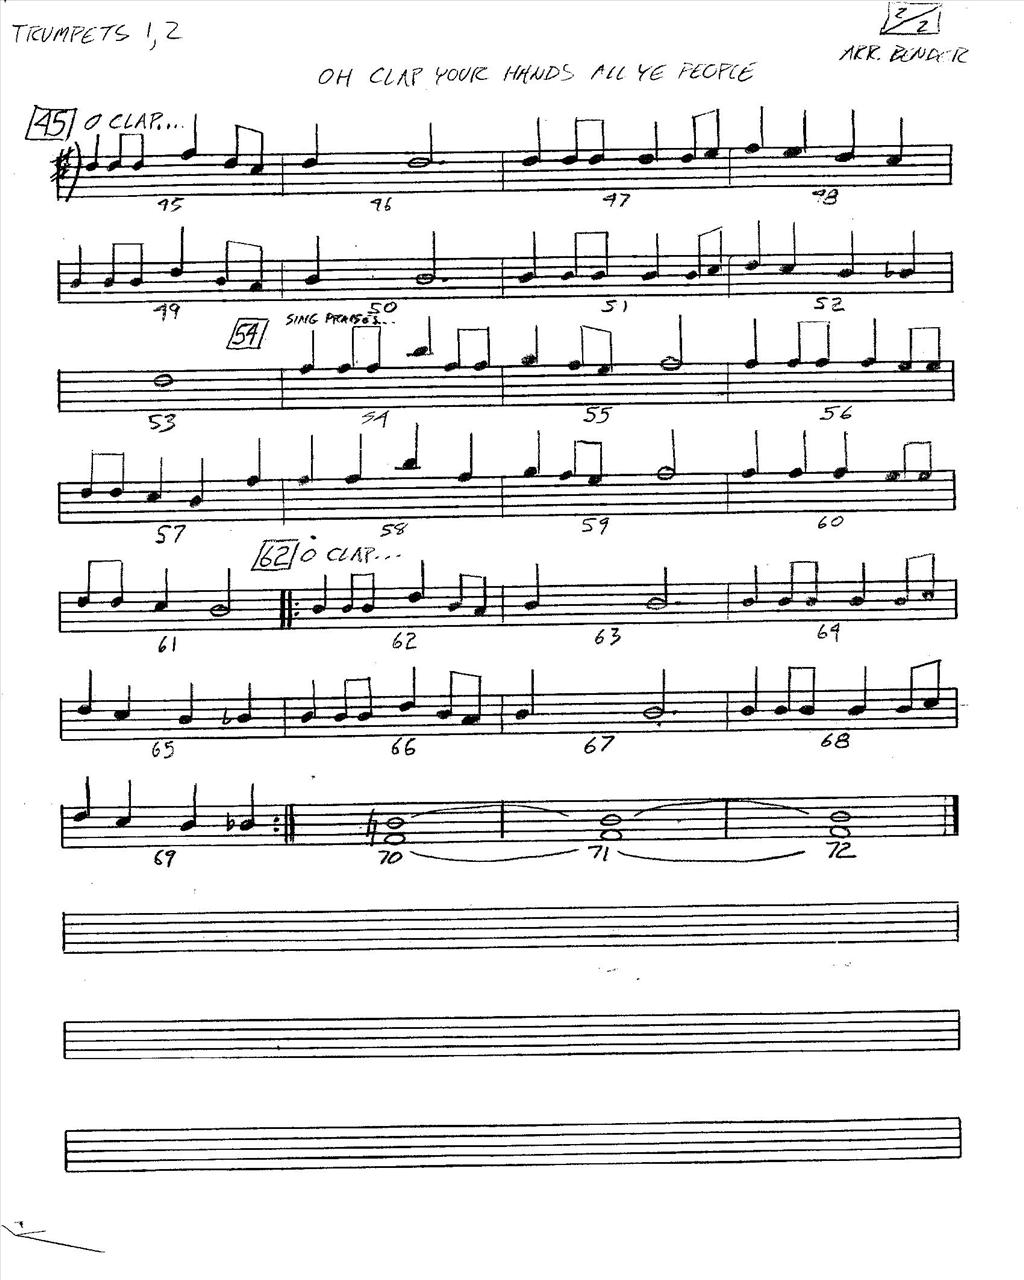 TRUMPETS 1, 2
2/2
ARR. BENDER
OH CLAP YOUR HANDS ALL YE PEOPLE
45 O CLAP....
45 46 47 48
49 50 51 52
54 SING PRAISES...
53 54 55 56
57 58 59 60
62 O CLAP...
61 62 63 64
65 66 67 68
69 70 71 72